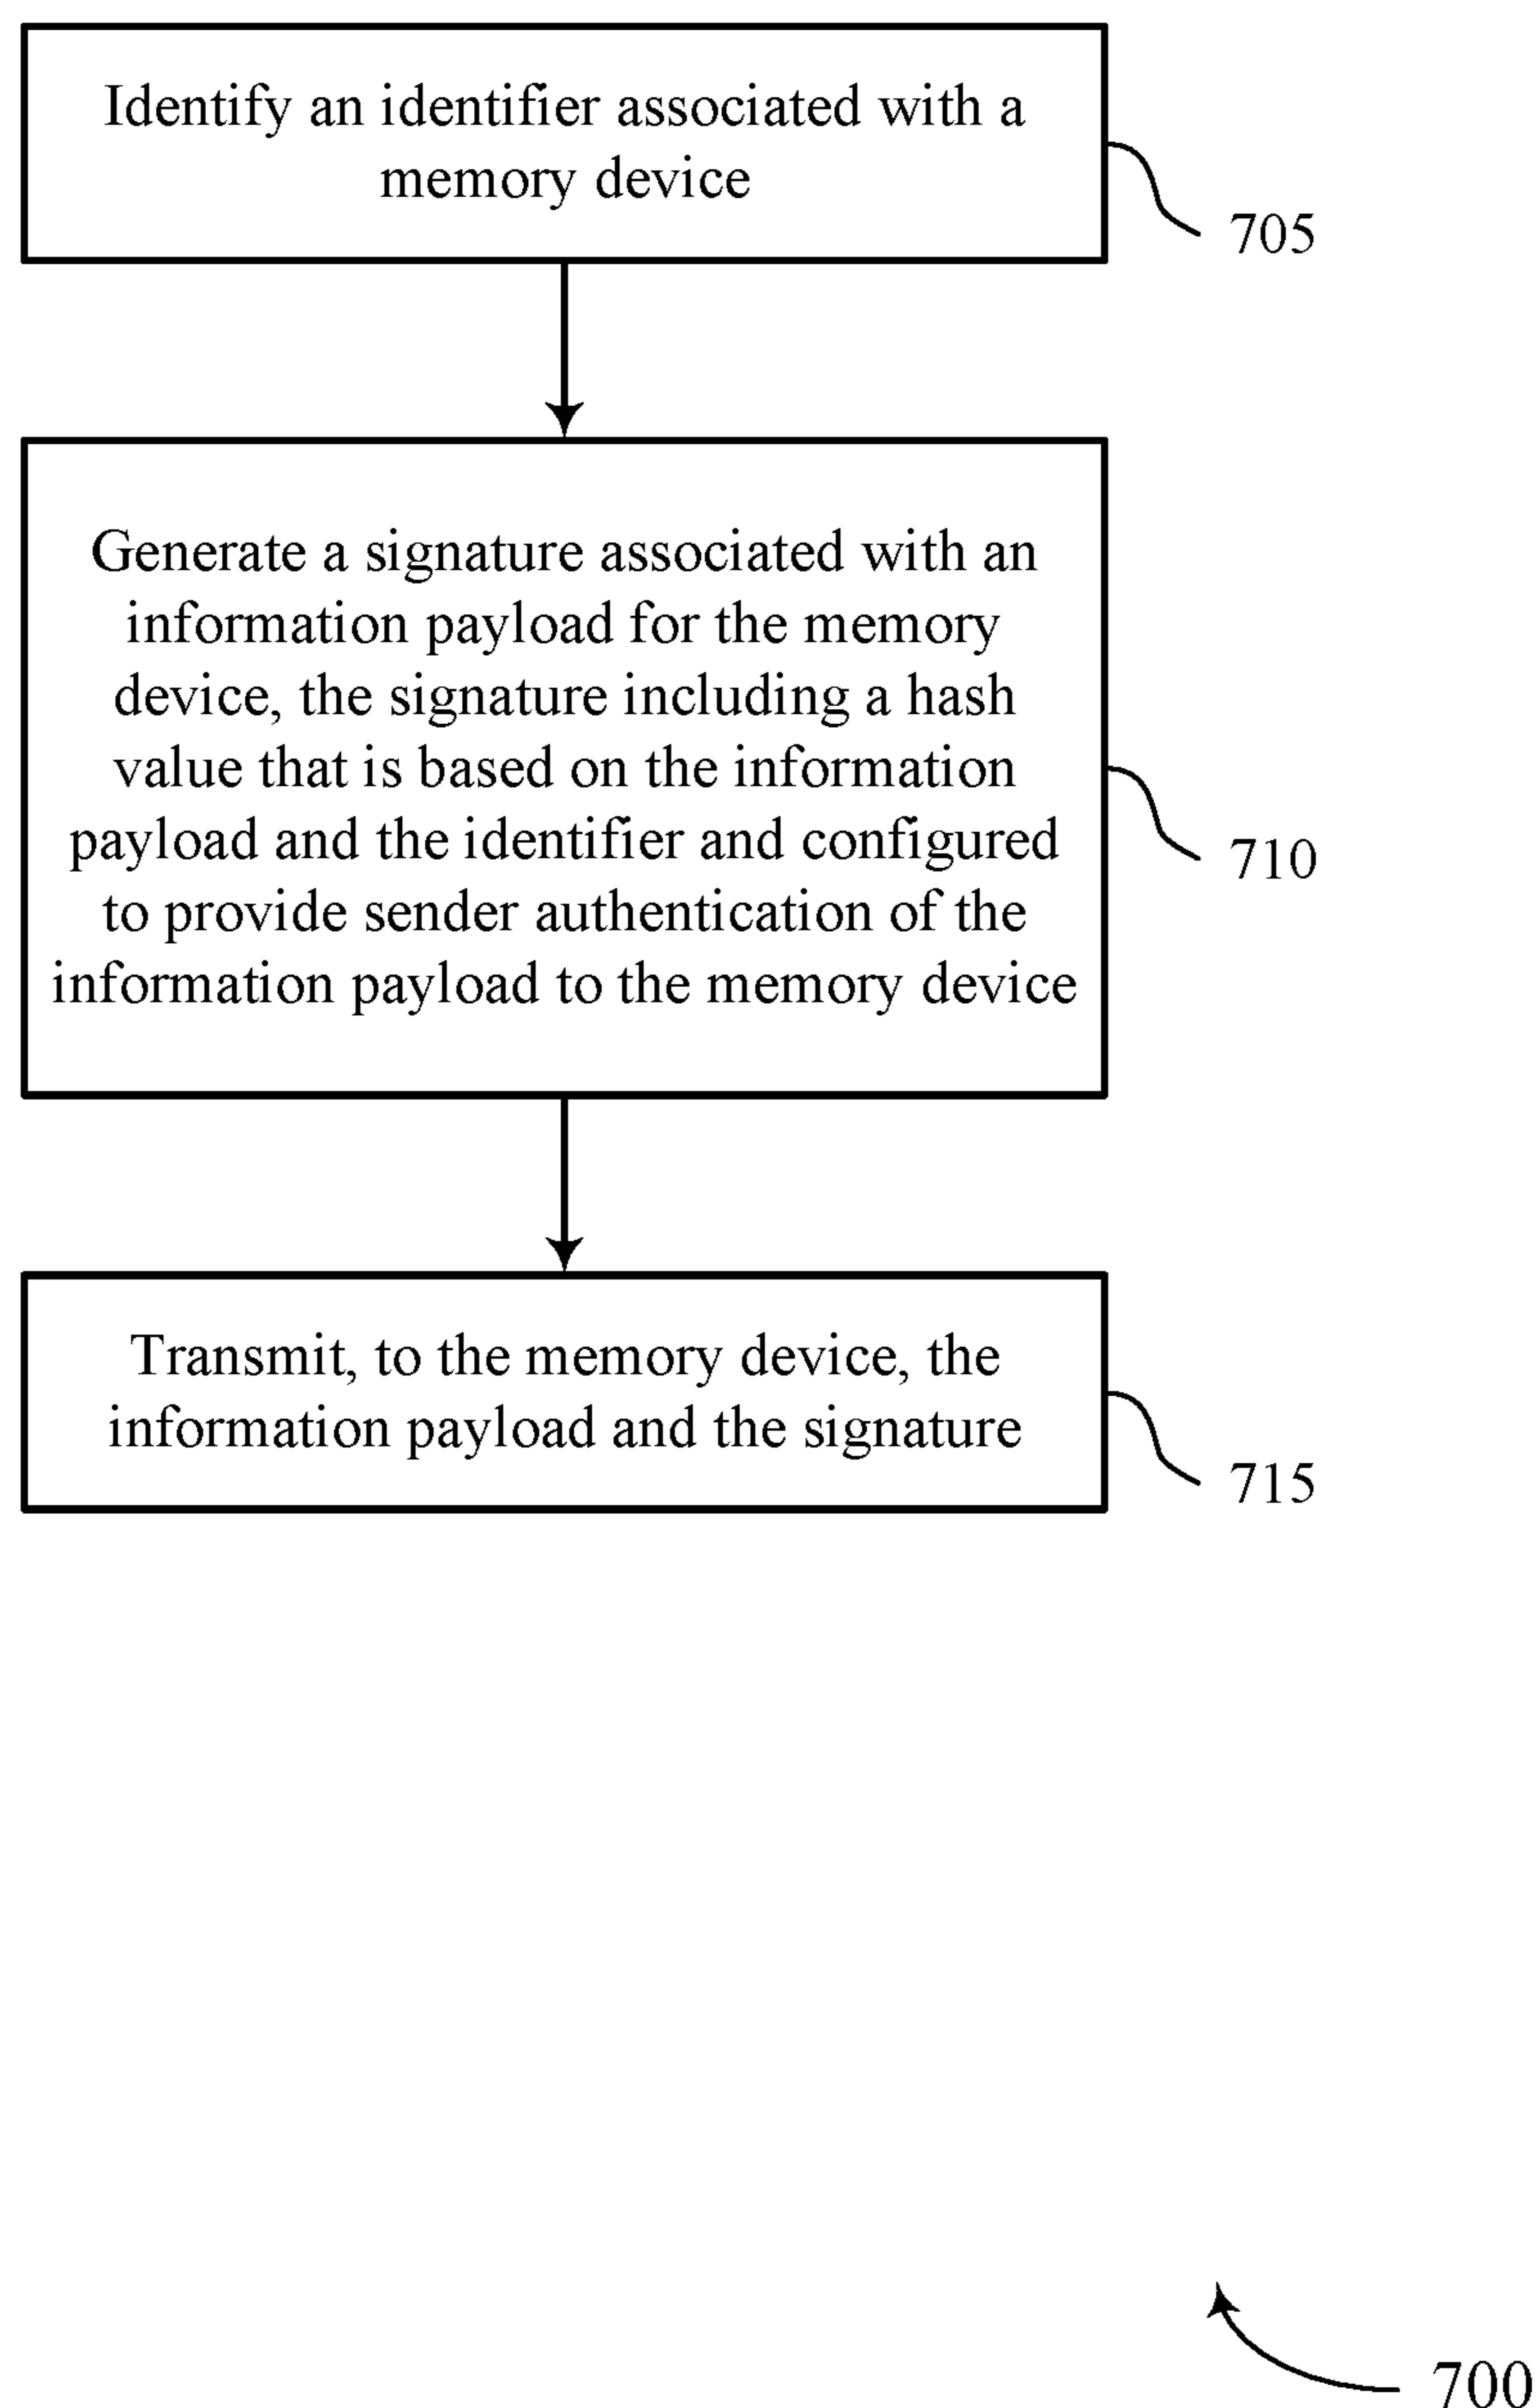 Identify an identifier associated with a
memory device
705
Generate a signature associated with an
information payload for the memory
device, the signature including a hash
value that is based on the information
payload and the identifier and configured
to provide sender authentication of the
information payload to the memory device
710
Transmit, to the memory device, the
information payload and the signature
715
700